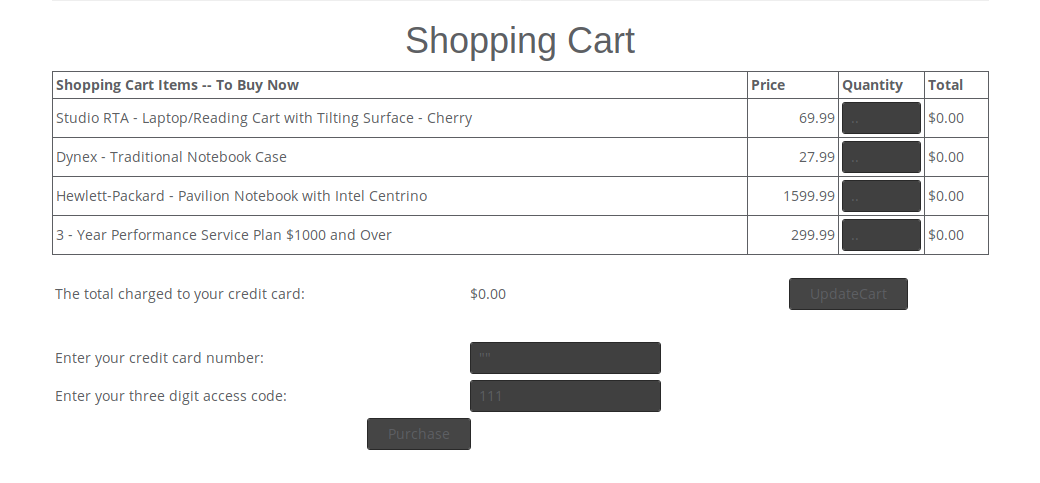 Shopping Cart
Shopping Cart Items -- To Buy Now Price Quantity Total
Studio RTA - Laptop/Reading Cart with Tilting Surface - Cherry 69.99 .. $0.00
Dynex - Traditional Notebook Case 27.99 .. $0.00
Hewlett-Packard - Pavilion Notebook with Intel Centrino 1599.99 .. $0.00
3 - Year Performance Service Plan $1000 and Over 299.99 .. $0.00
The total charged to your credit card: $0.00 UpdateCart
Enter your credit card number: ""
Enter your three digit access code: 111
Purchase